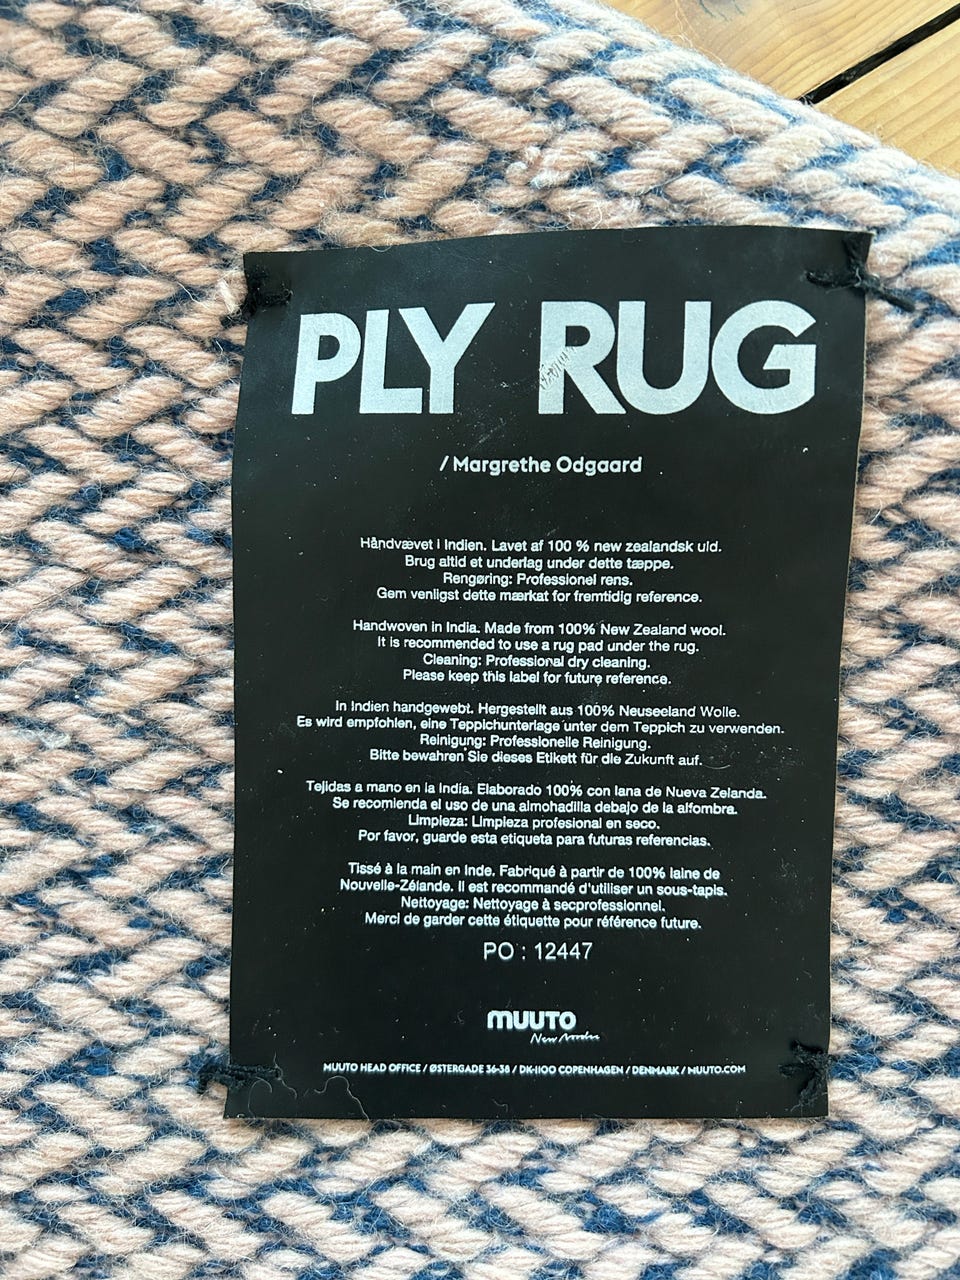 PLY RUG
/ Margrethe Odgaard
Håndvævet i Indien. Lavet af 100 % new zealandsk uld.
Brug altid et underlag under dette tæppe.
Rengøring: Professionel rens.
Gem venligst dette mærkat for fremtidig reference.
Handwoven in India. Made from 100% New Zealand wool.
It is recommended to use a rug pad under the rug.
Cleaning: Professional dry cleaning.
Please keep this label for future reference.
In Indien handgewebt. Hergestellt aus 100% Neuseeland Wolle.
Es wird empfohlen, eine Teppichunterlage unter dem Teppich zu verwenden.
Reinigung: Professionelle Reinigung.
Bitte bewahren Sie dieses Etikett für die Zukunft auf.
Tejidas a mano en la India. Elaborado 100% con lana de Nueva Zelanda.
Se recomienda el uso de una almohadilla debajo de la alfombra.
Limpieza: Limpieza profesional en seco.
Por favor, guarde esta etiqueta para futuras referencias.
Tissé à la main en Inde. Fabriqué à partir de 100% laine de
Nouvelle-Zélande. Il est recommandé d'utiliser un sous-tapis.
Nettoyage: Nettoyage à secprofessionnel.
Merci de garder cette étiquette pour référence future.
PO : 12447
MUUTO
New Nordic
MUUTO HEAD OFFICE / ØSTERGADE 36-38 / DK-1100 COPENHAGEN / DENMARK / MUUTO.COM